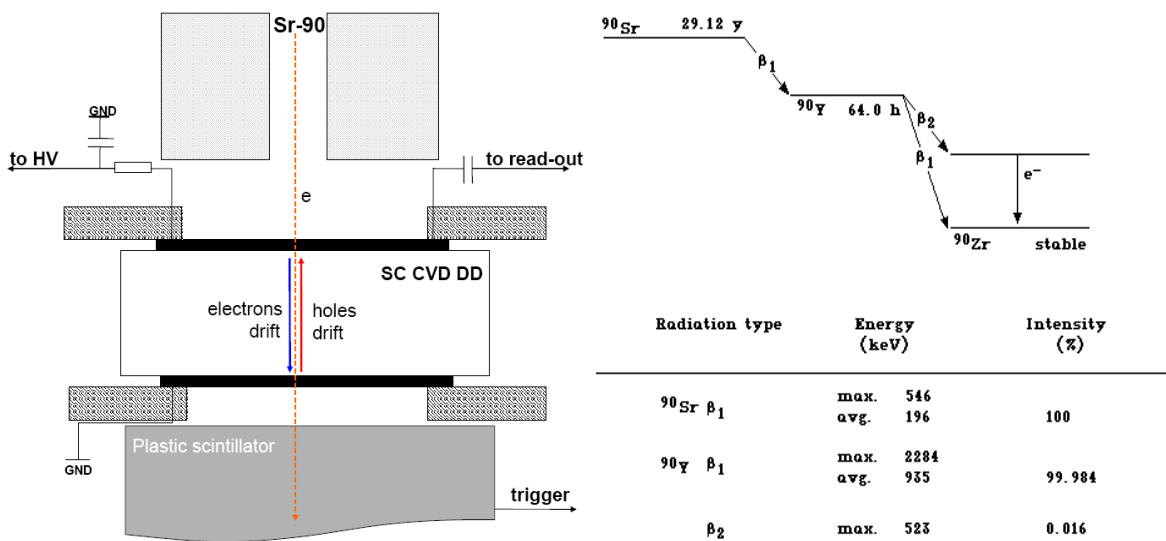 Sr-90
GND
to HV
to read-out
e
SC CVD DD
electrons
drift
holes
drift
GND
Plastic scintillator
trigger
⁹⁰Sr 29.12 y
β₁
⁹⁰Y 64.0 h
β₂
β₁
e⁻
⁹⁰Zr stable
Radiation type Energy Intensity
(keV) (%)
⁹⁰Sr β₁ max. 546
avg. 196 100
⁹⁰Y β₁ max. 2284
avg. 935 99.984
β₂ max. 523 0.016